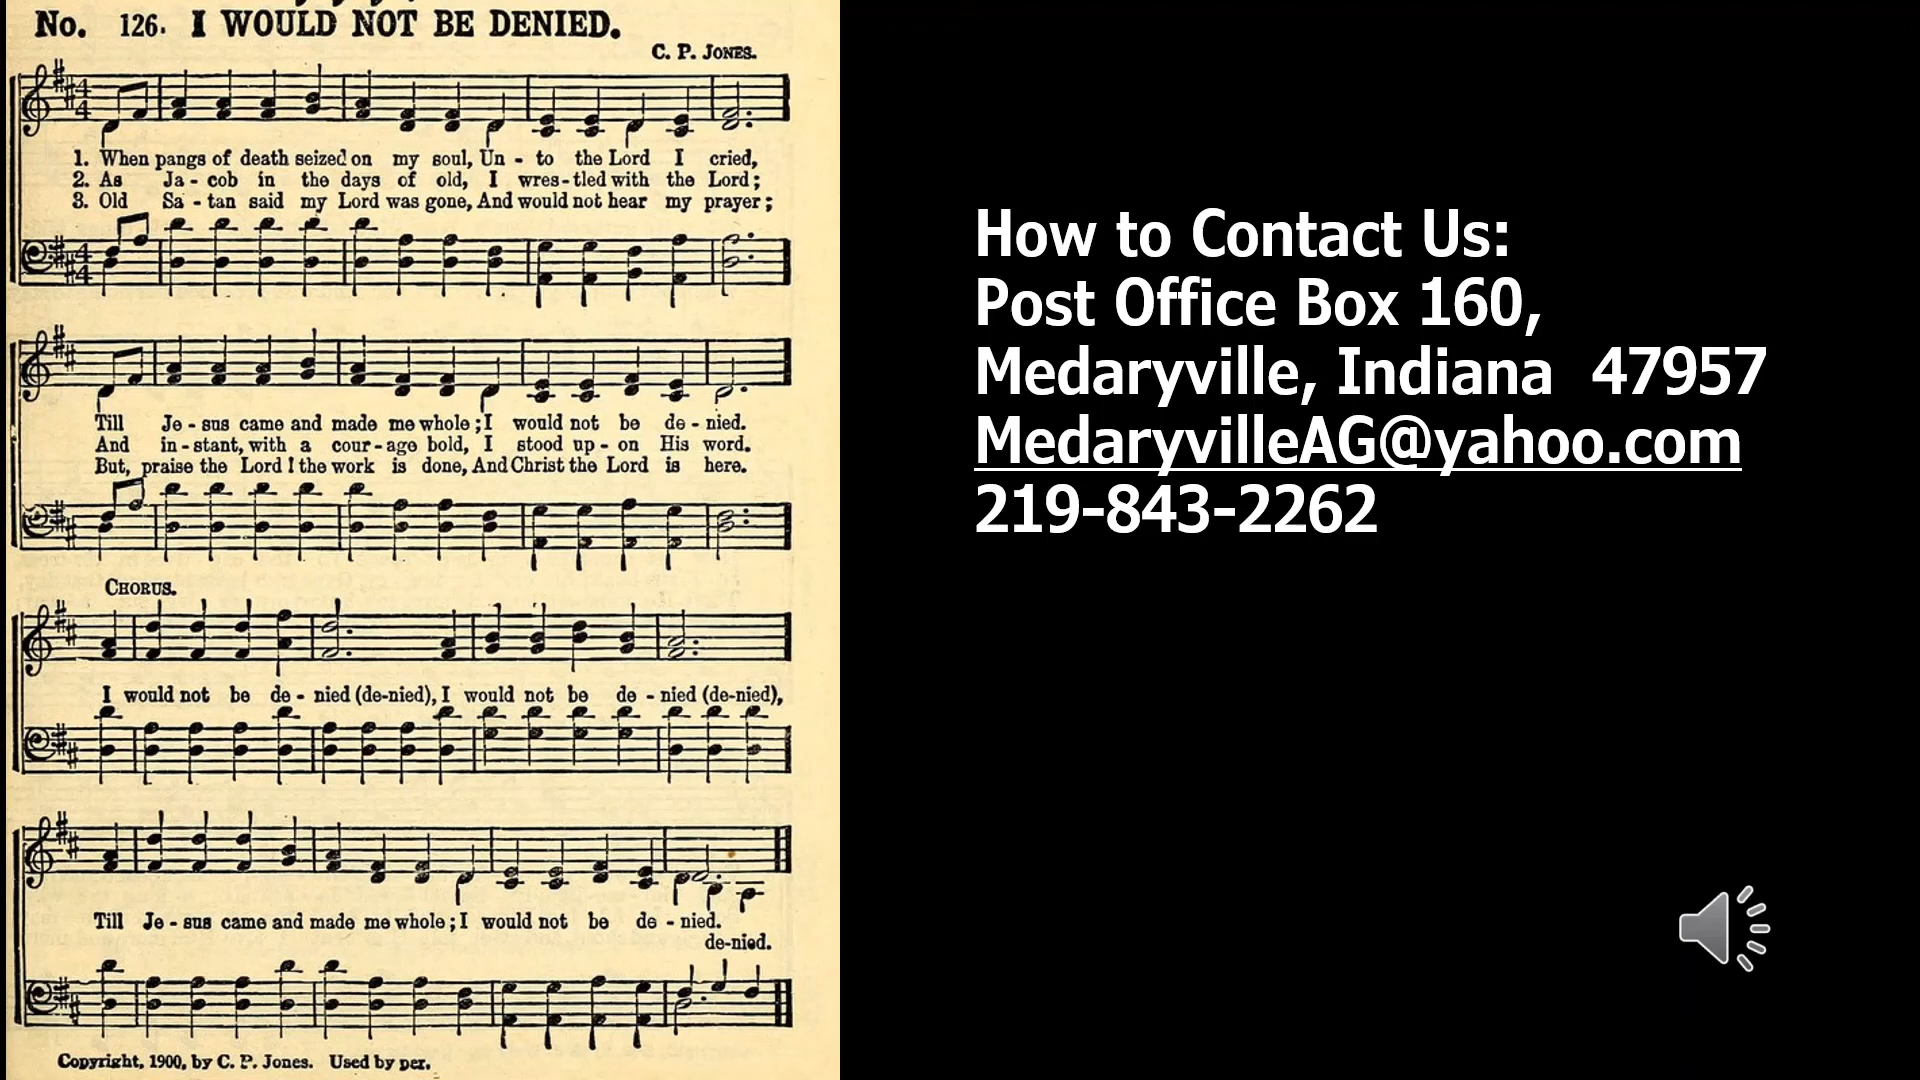 No. 126. I WOULD NOT BE DENIED.
C. P. JONES.
1. When pangs of death seized on my soul, Un - to the Lord I cried,
2. As Ja - cob in the days of old, I wres - tled with the Lord;
3. Old Sa - tan said my Lord was gone, And would not hear my prayer;
Till Je - sus came and made me whole; I would not be de - nied.
And in - stant, with a cour - age bold, I stood up - on His word.
But, praise the Lord! the work is done, And Christ the Lord is here.
CHORUS.
I would not be de - nied (de-nied), I would not be de - nied (de-nied),
Till Je - sus came and made me whole; I would not be de - nied.
de-nied.
Copyright, 1900, by C. P. Jones. Used by per.
How to Contact Us:
Post Office Box 160,
Medaryville, Indiana 47957
MedaryvilleAG@yahoo.com
219-843-2262